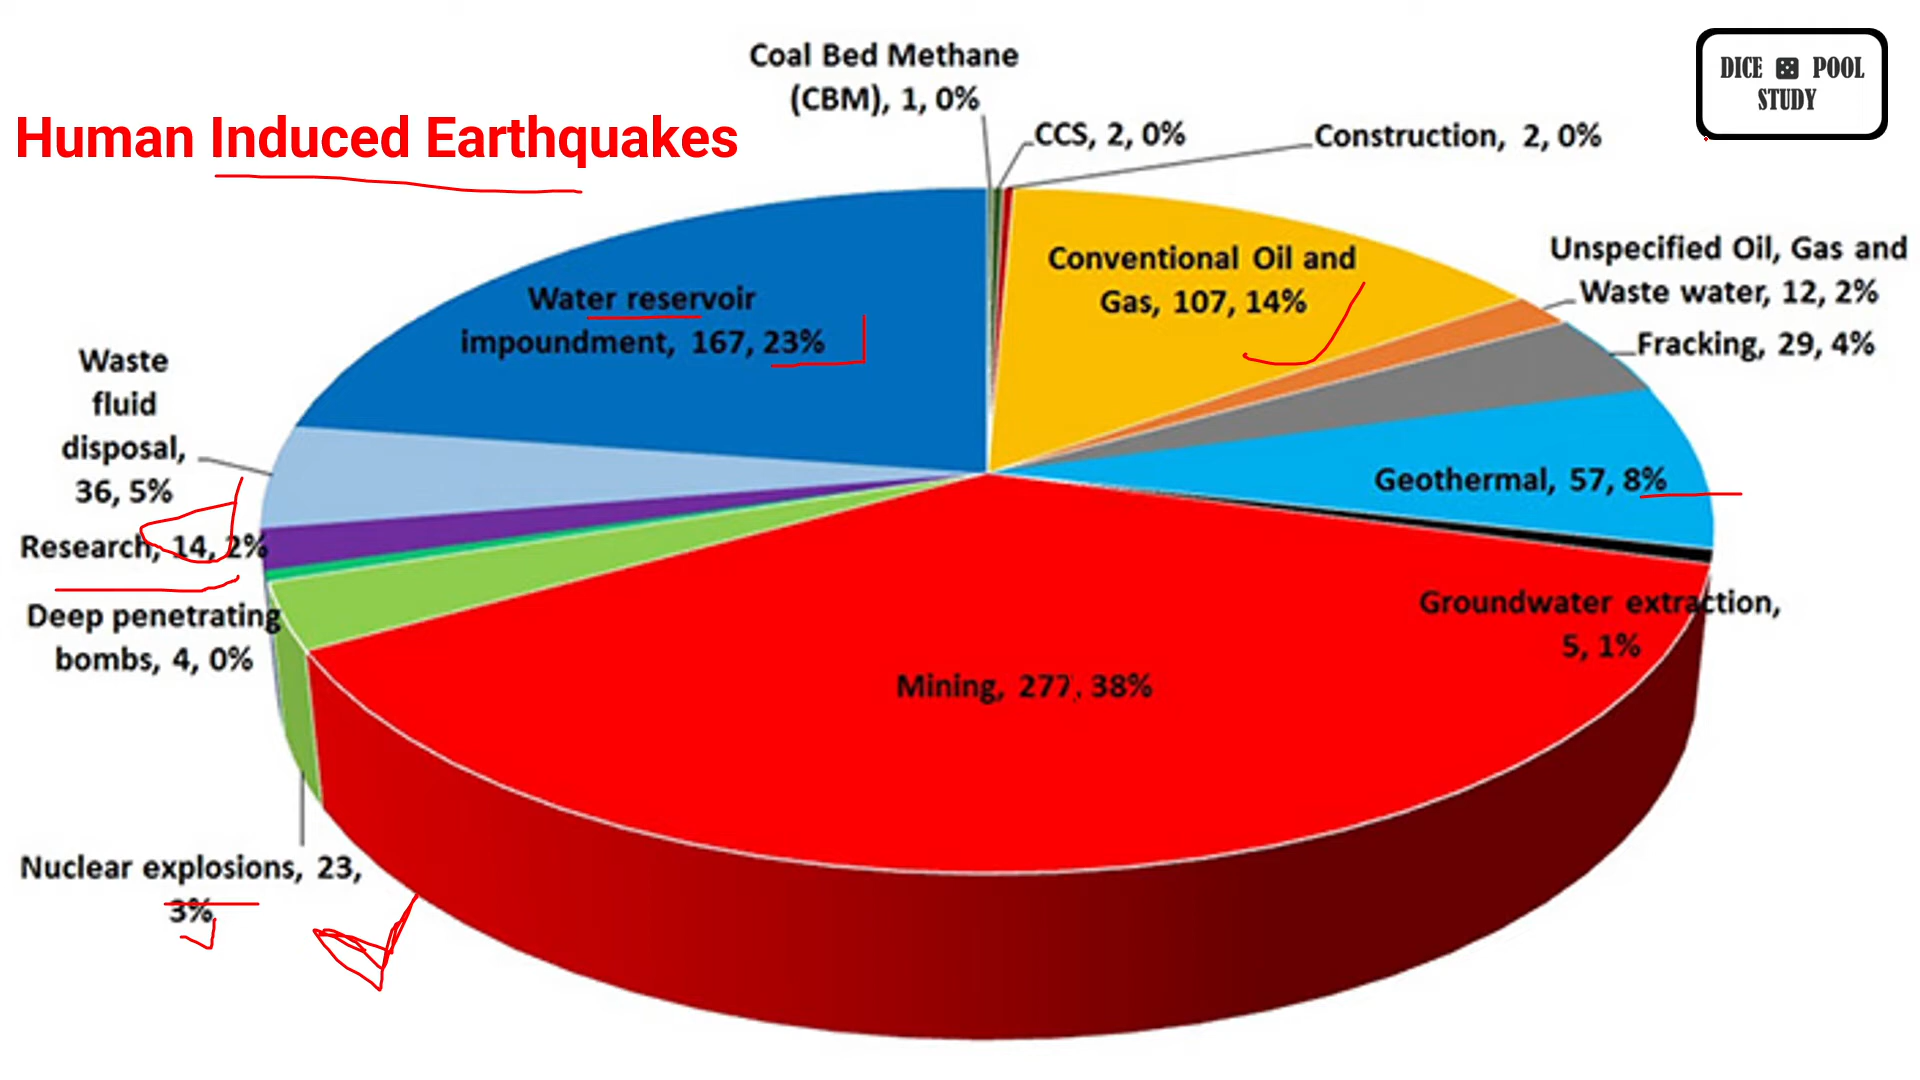 Human Induced Earthquakes
Coal Bed Methane
(CBM), 1, 0%
CCS, 2, 0%
Construction, 2, 0%
DICE POOL
STUDY
Conventional Oil and
Gas, 107, 14%
Unspecified Oil, Gas and
Waste water, 12, 2%
Fracking, 29, 4%
Geothermal, 57, 8%
Groundwater extraction,
5, 1%
Mining, 277, 38%
Nuclear explosions, 23,
3%
Deep penetrating
bombs, 4, 0%
Research, 14, 2%
Waste
fluid
disposal,
36, 5%
Water reservoir
impoundment, 167, 23%